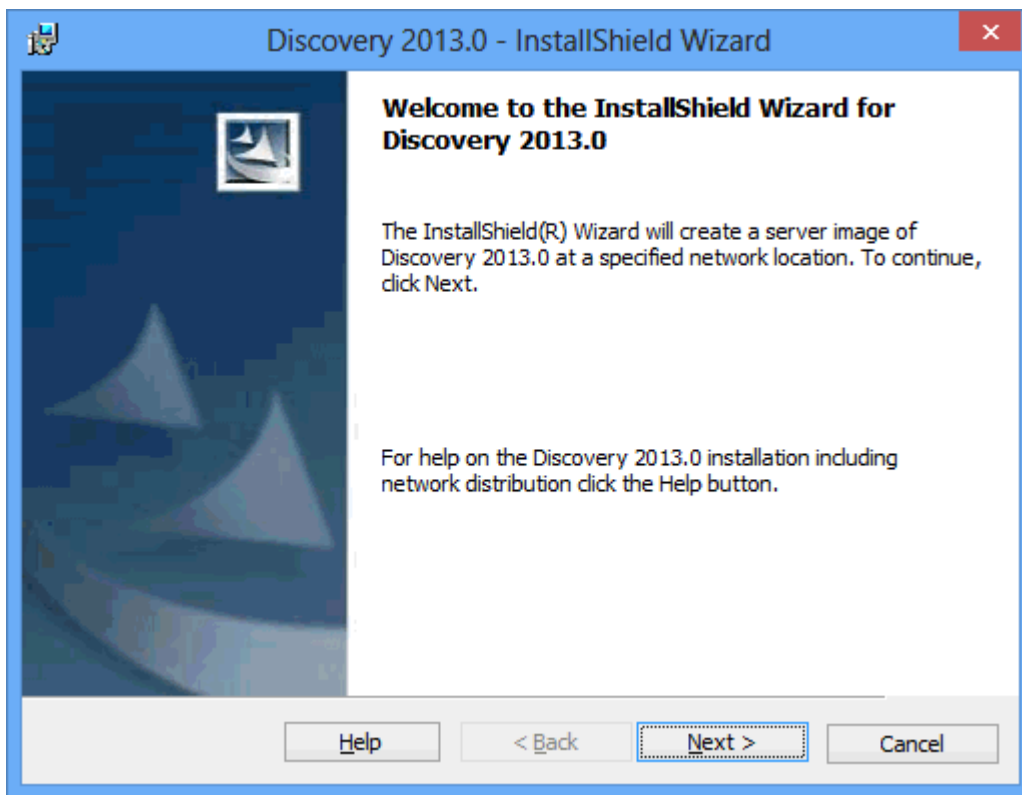 Discovery 2013.0 - InstallShield Wizard
Welcome to the InstallShield Wizard for
Discovery 2013.0
The InstallShield(R) Wizard will create a server image of
Discovery 2013.0 at a specified network location. To continue,
click Next.
For help on the Discovery 2013.0 installation including
network distribution click the Help button.
Help
< Back
Next >
Cancel